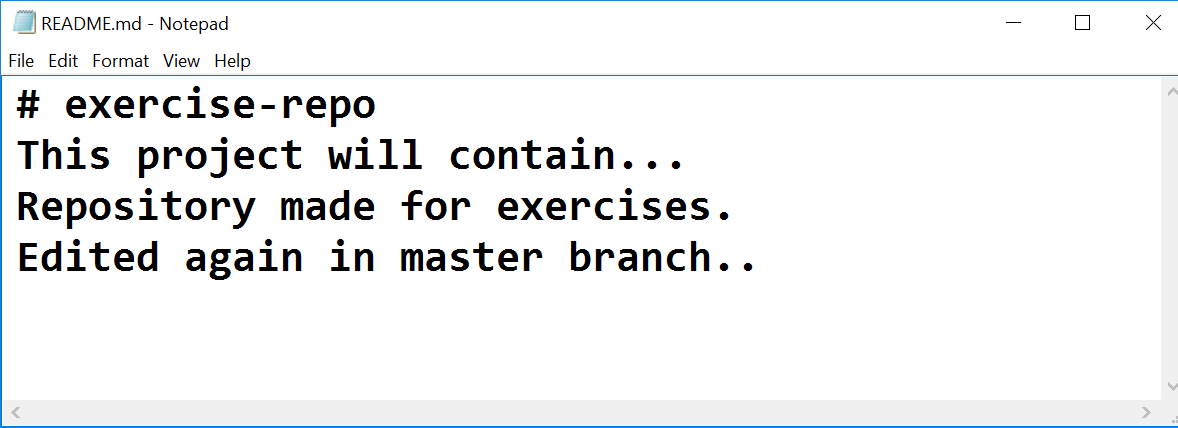 README.md - Notepad
File Edit Format View Help
# exercise-repo
This project will contain...
Repository made for exercises.
Edited again in master branch..